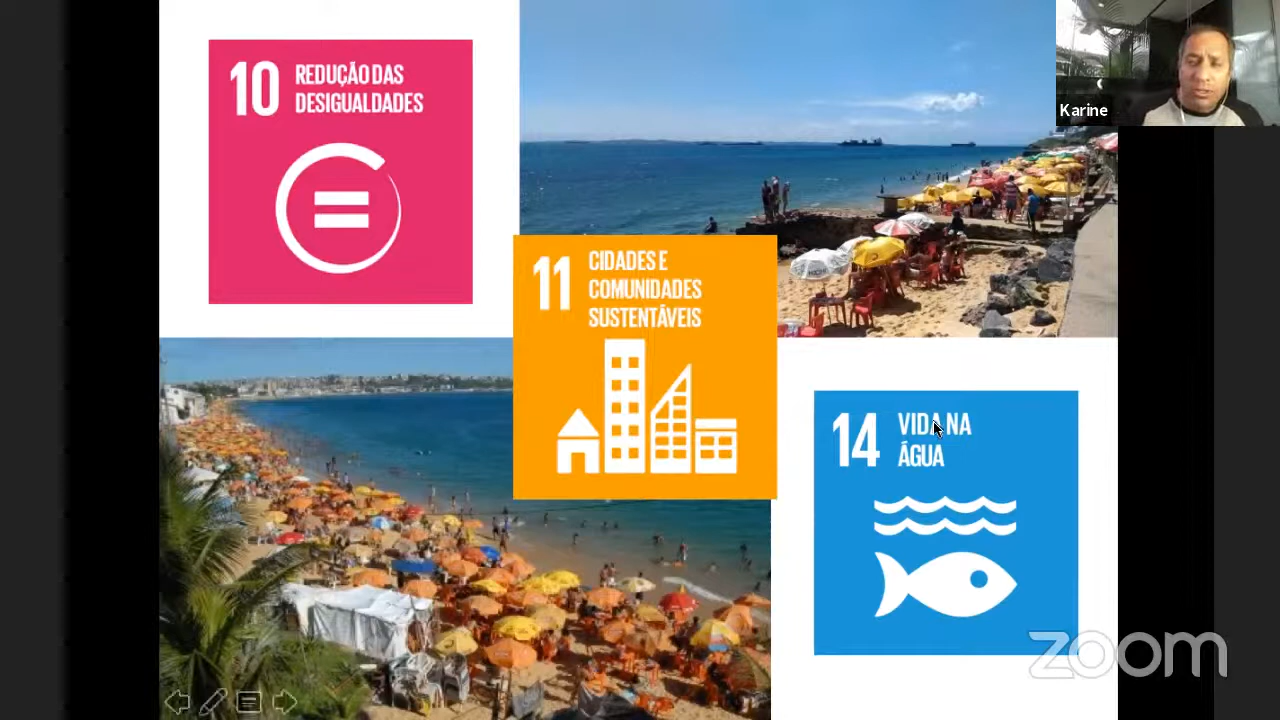 10
REDUÇÃO DAS
DESIGUALDADES
Karine
11
CIDADES E
COMUNIDADES
SUSTENTÁVEIS
14
VIDA NA
ÁGUA
zoom